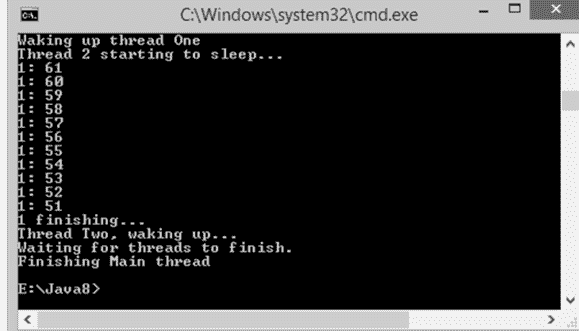 C:\Windows\system32\cmd.exe
Waking up thread One
Thread 2 starting to sleep...
1: 61
1: 60
1: 59
1: 58
1: 57
1: 56
1: 55
1: 54
1: 53
1: 52
1: 51
1 finishing...
Thread Two, waking up...
Waiting for threads to finish.
Finishing Main thread
E:\Java8>